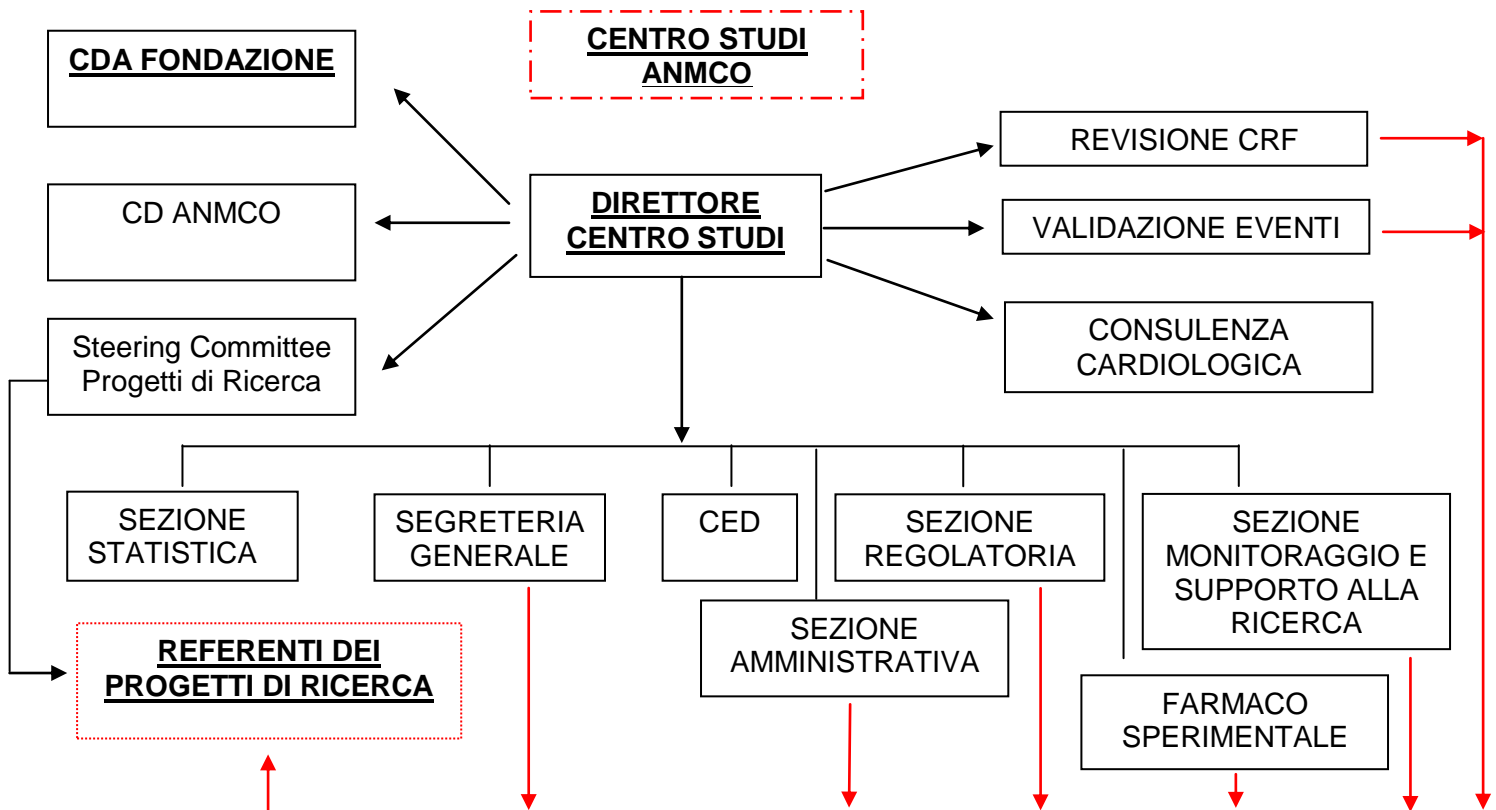 CENTRO STUDI
ANMCO
CDA FONDAZIONE
REVISIONE CRF
CD ANMCO
DIRETTORE
CENTRO STUDI
VALIDAZIONE EVENTI
Steering Committee
Progetti di Ricerca
CONSULENZA
CARDIOLOGICA
SEZIONE
STATISTICA
SEGRETERIA
GENERALE
CED
SEZIONE
REGOLATORIA
SEZIONE
MONITORAGGIO E
SUPPORTO ALLA
RICERCA
SEZIONE
AMMINISTRATIVA
REFERENTI DEI
PROGETTI DI RICERCA
FARMACO
SPERIMENTALE